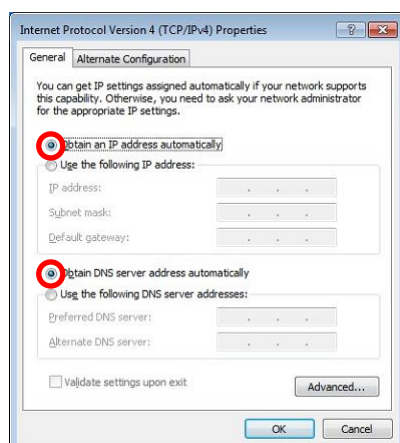 Internet Protocol Version 4 (TCP/IPv4) Properties
General
Alternate Configuration
You can get IP settings assigned automatically if your network supports
this capability. Otherwise, you need to ask your network administrator
for the appropriate IP settings.
Obtain an IP address automatically
Use the following IP address:
IP address:
Subnet mask:
Default gateway:
Obtain DNS server address automatically
Use the following DNS server addresses:
Preferred DNS server:
Alternate DNS server:
Validate settings upon exit
Advanced...
OK
Cancel